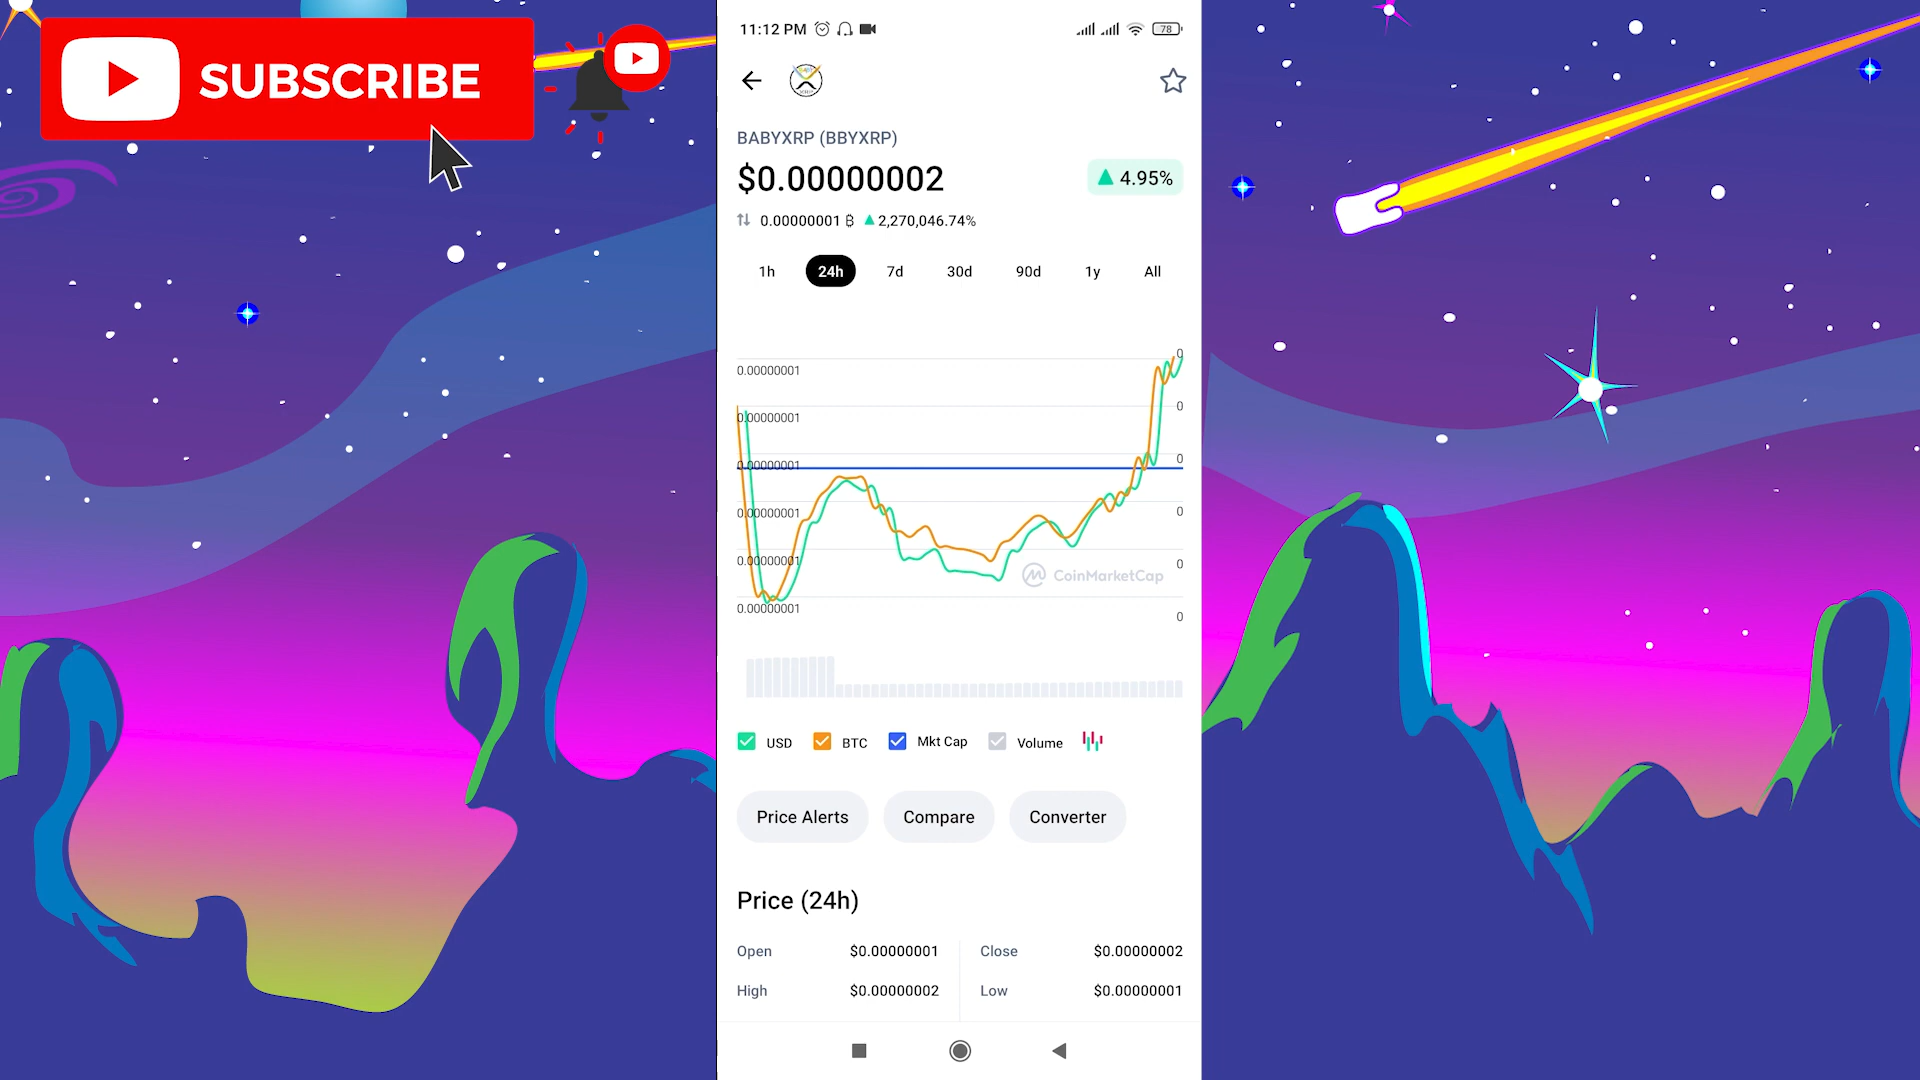 SUBSCRIBE
11:12 PM
78
BABYXRP (BBYXRP)
$0.00000002
4.95%
0.00000001 ₿ 2,270,046.74%
1h 24h 7d 30d 90d 1y All
0
0.00000001
0
0.00000001
0
0.00000001
0
0.00000001
0
0.00000001
0
0.00000001
CoinMarketCap
USD BTC Mkt Cap Volume
Price Alerts Compare Converter
Price (24h)
Open $0.00000001 Close $0.00000002
High $0.00000002 Low $0.00000001